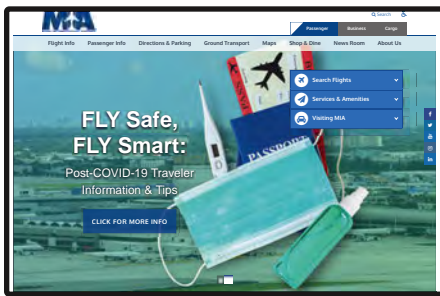 MIA
Search
Passenger Business Cargo
Flight Info Passenger Info Directions & Parking Ground Transport Maps Shop & Dine News Room About Us
Search Flights
Services & Amenities
Visiting MIA
FLY Safe,
FLY Smart:
Post-COVID-19 Traveler
Information & Tips
CLICK FOR MORE INFO
PASSPORT